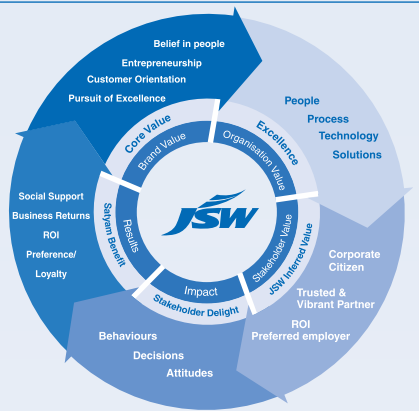 Belief in people
Entrepreneurship
Customer Orientation
Pursuit of Excellence
Core Value
Brand Value
People
Process
Technology
Solutions
Excellence
Organisation Value
Corporate
Citizen
Trusted &
Vibrant Partner
ROI
Preferred employer
JSW Inferred Value
Stakeholder Value
Behaviours
Decisions
Attitudes
Stakeholder Delight
Impact
Social Support
Business Returns
ROI
Preference/
Loyalty
Satyam Benefit
Results
JSW